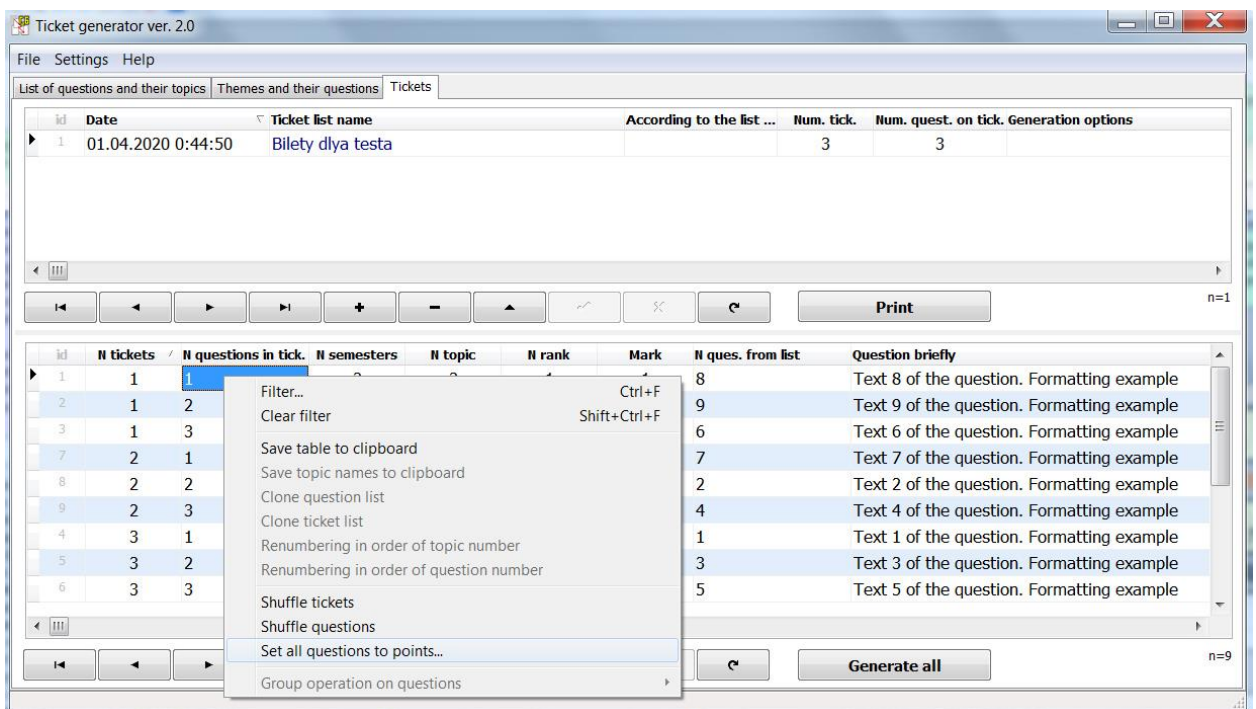 Ticket generator ver. 2.0
File Settings Help
List of questions and their topics Themes and their questions Tickets
id Date Ticket list name According to the list ... Num. tick. Num. quest. on tick. Generation options
1 01.04.2020 0:44:50 Bilety dlya testa 3 3
Print n=1
id N tickets N questions in tick. N semesters N topic N rank Mark N ques. from list Question briefly
1 1 1 8 Text 8 of the question. Formatting example
2 1 2 9 Text 9 of the question. Formatting example
3 1 3 6 Text 6 of the question. Formatting example
7 2 1 7 Text 7 of the question. Formatting example
8 2 2 2 Text 2 of the question. Formatting example
9 2 3 4 Text 4 of the question. Formatting example
4 3 1 1 Text 1 of the question. Formatting example
5 3 2 3 Text 3 of the question. Formatting example
6 3 3 5 Text 5 of the question. Formatting example
Filter... Ctrl+F
Clear filter Shift+Ctrl+F
Save table to clipboard
Save topic names to clipboard
Clone question list
Clone ticket list
Renumbering in order of topic number
Renumbering in order of question number
Shuffle tickets
Shuffle questions
Set all questions to points...
Group operation on questions
Generate all n=9